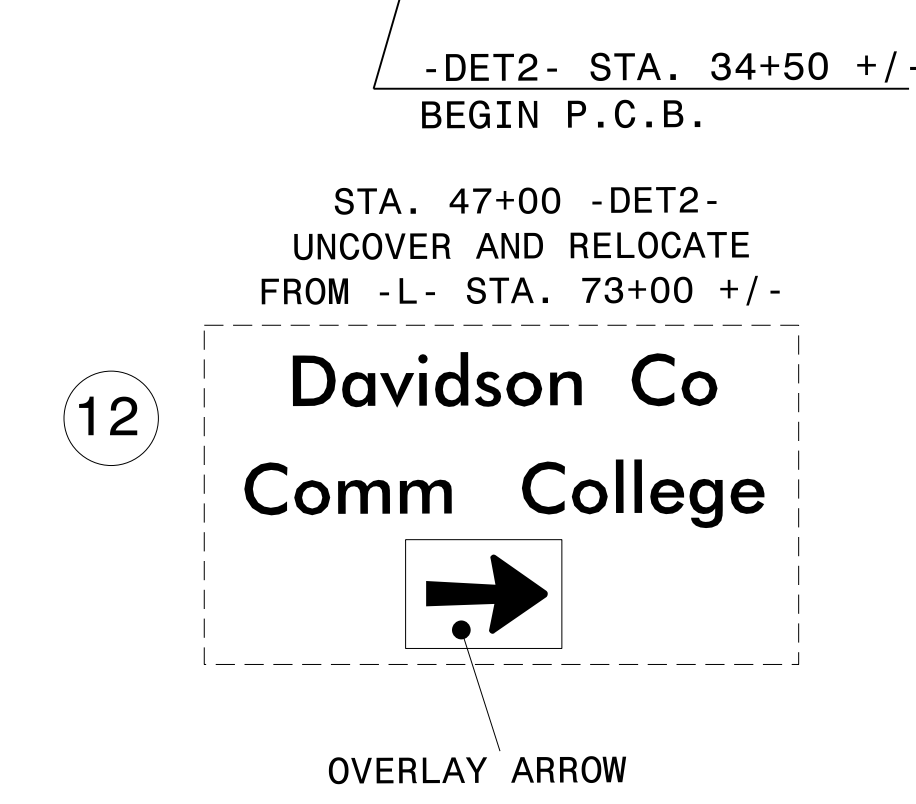 -DET2- STA. 34+50 +/-
BEGIN P.C.B.
STA. 47+00 -DET2-
UNCOVER AND RELOCATE
FROM -L- STA. 73+00 +/-
12
Davidson Co
Comm College
OVERLAY ARROW